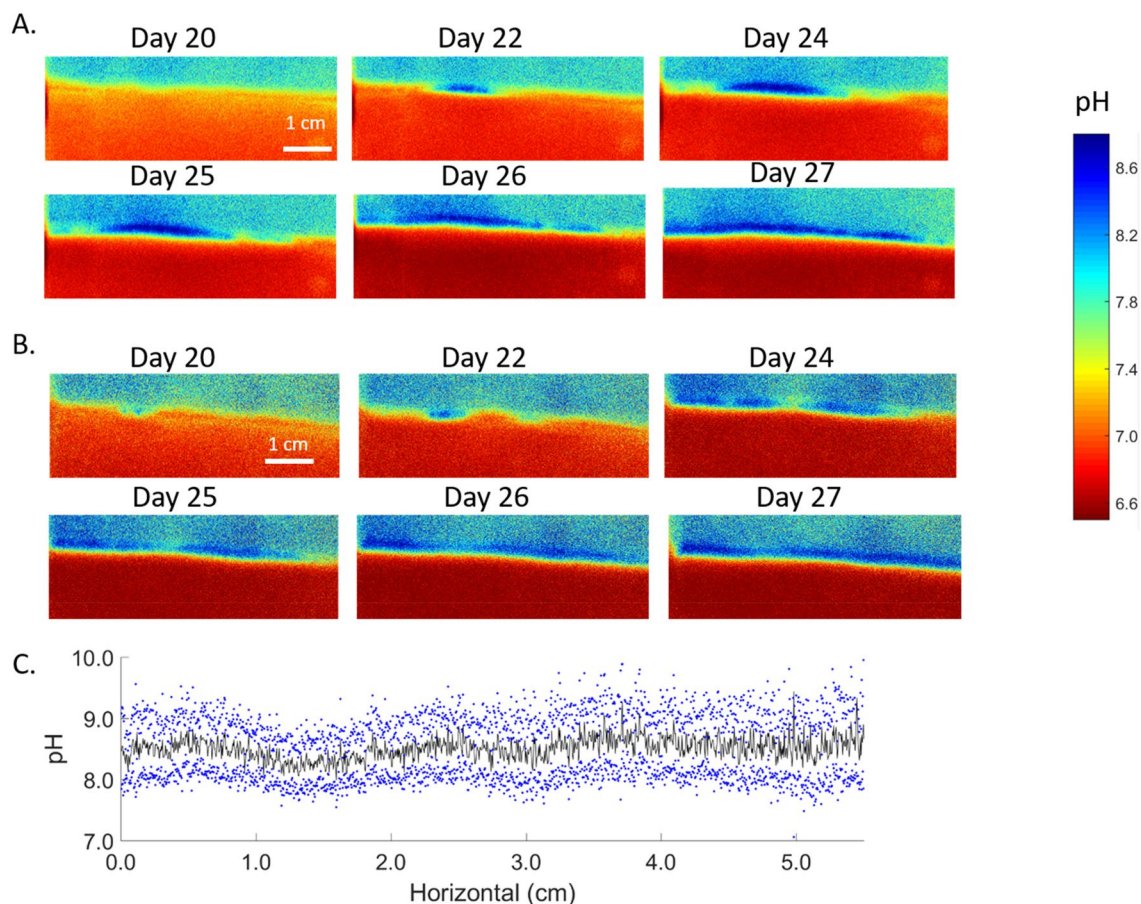 A.
Day 20 Day 22 Day 24
1 cm
Day 25 Day 26 Day 27
pH
8.6
8.2
7.8
7.4
7.0
6.6
B.
Day 20 Day 22 Day 24
1 cm
Day 25 Day 26 Day 27
C.
pH
10.0
9.0
8.0
7.0
0.0 1.0 2.0 3.0 4.0 5.0
Horizontal (cm)